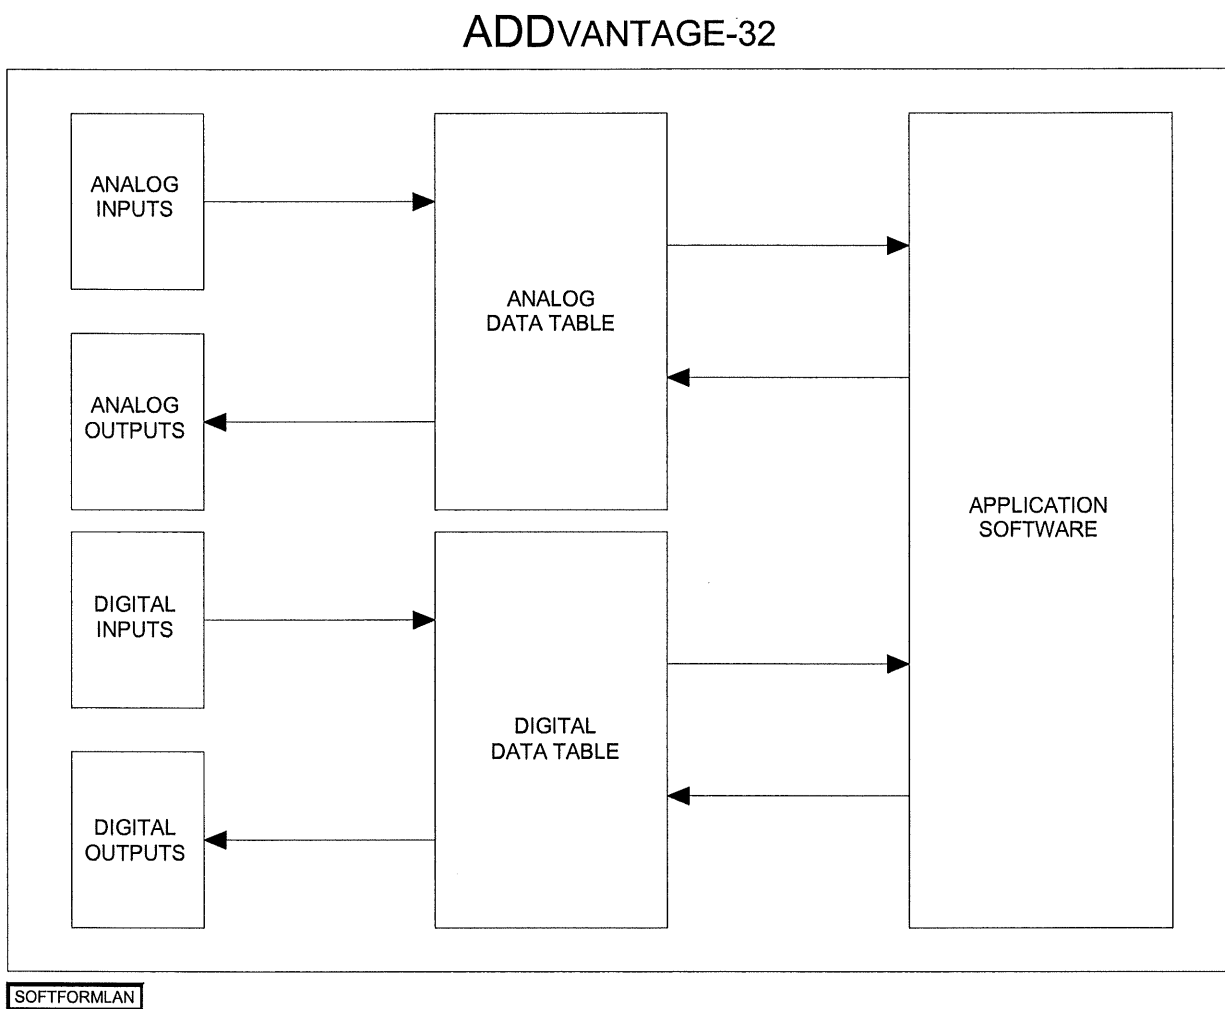 ADDVANTAGE-32
ANALOG
INPUTS
ANALOG
DATA TABLE
ANALOG
OUTPUTS
APPLICATION
SOFTWARE
DIGITAL
INPUTS
DIGITAL
DATA TABLE
DIGITAL
OUTPUTS
SOFTFORMLAN